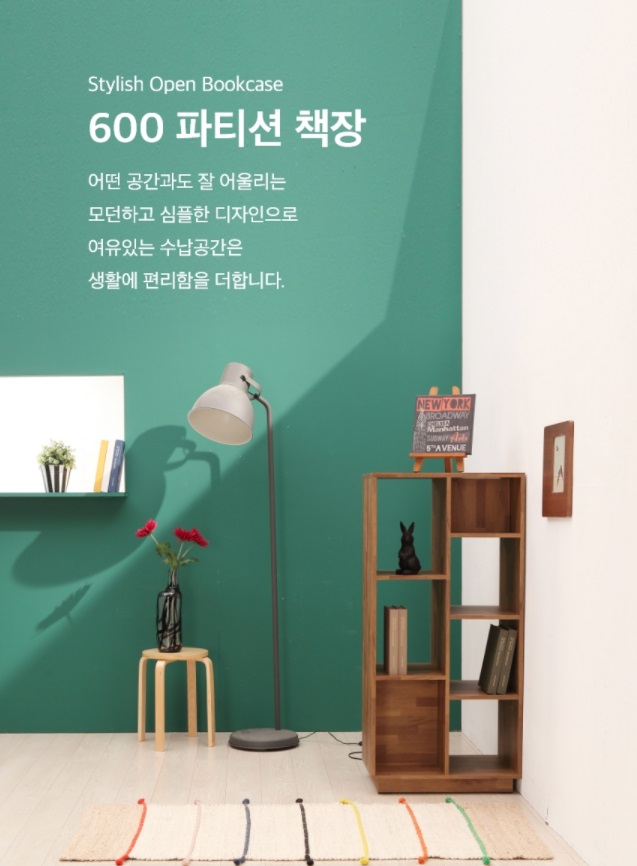 Stylish Open Bookcase
600 파티션 책장
어떤 공간과도 잘 어울리는
모던하고 심플한 디자인으로
여유있는 수납공간은
생활에 편리함을 더합니다.
NEW YORK
BROADWAY
Manhattan
SUBWAY Arts
5TH AVENUE